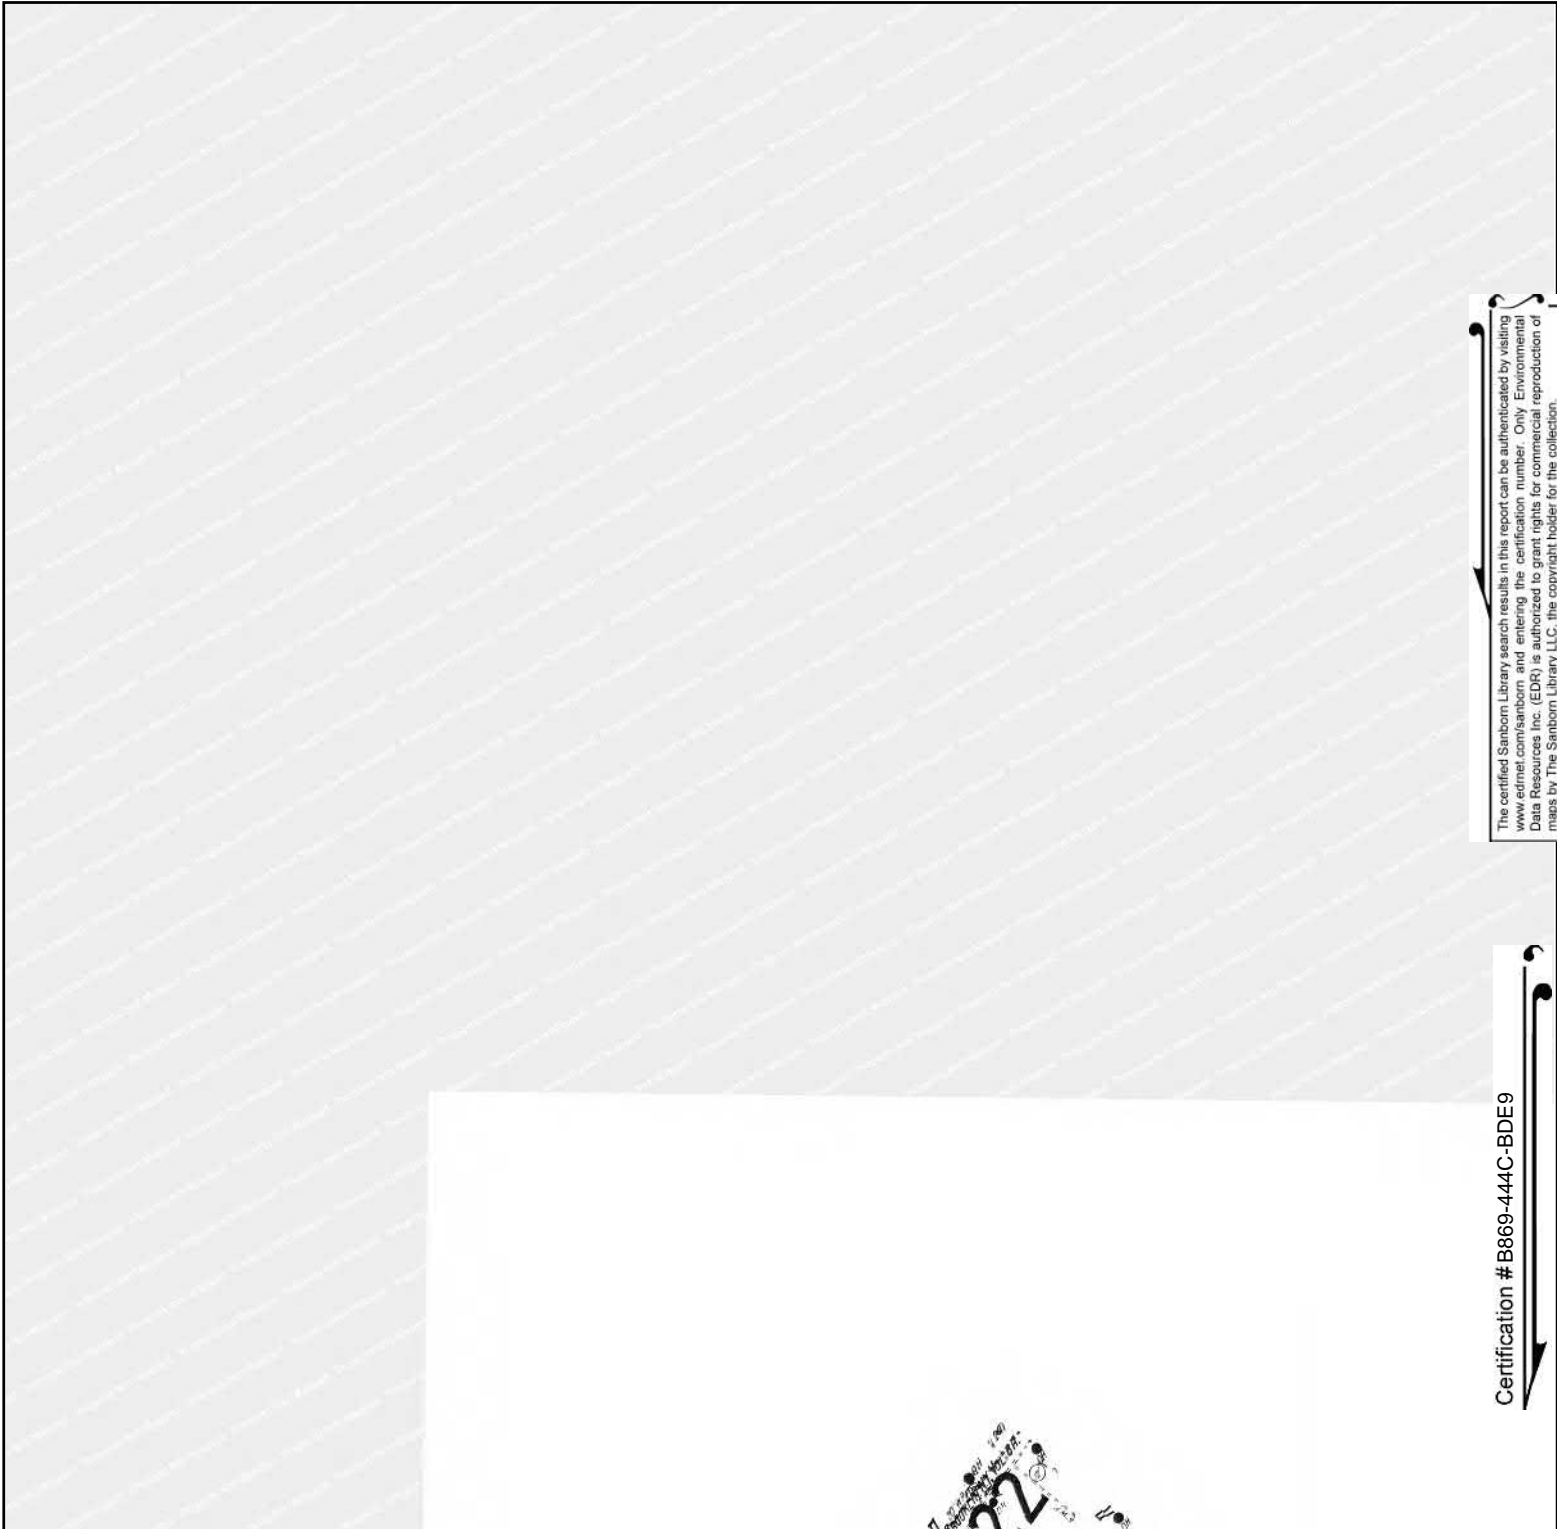 The certified Sanborn Library search results in this report can be authenticated by visiting
www.edrnet.com/sanborn and entering the certification number. Only Environmental
Data Resources Inc. (EDR) is authorized to grant rights for commercial reproduction of
maps by The Sanborn Library LLC, the copyright holder for the collection.
Certification # B869-444C-BDE9
22